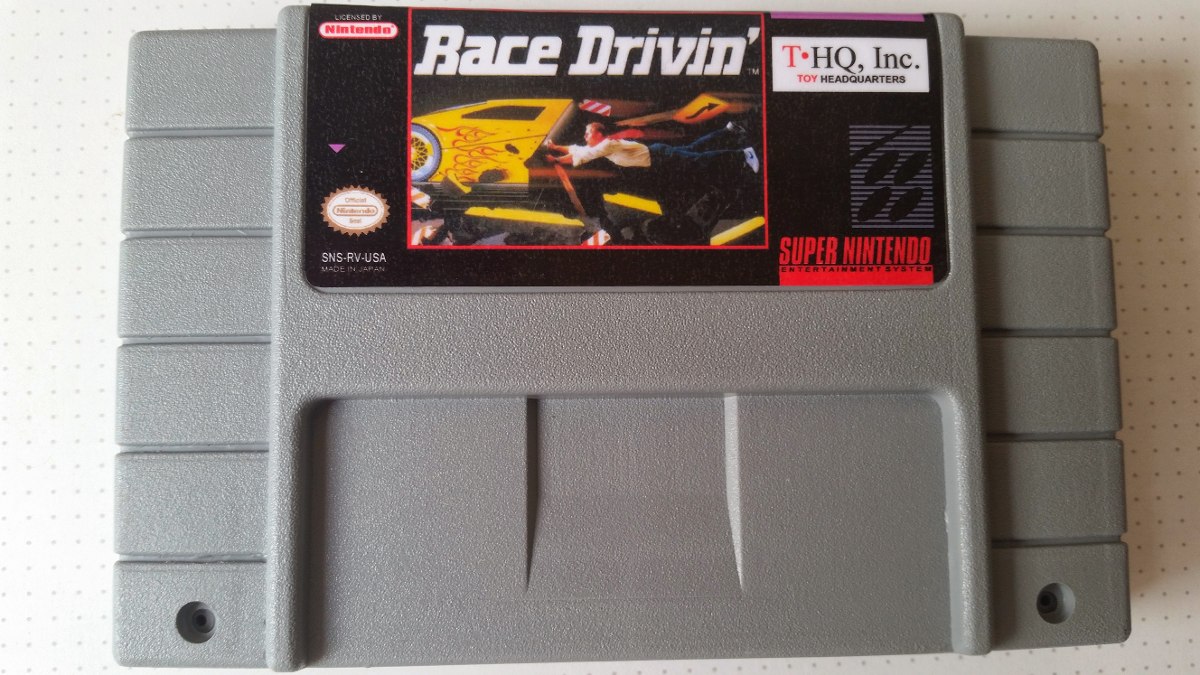 LICENSED BY
Nintendo
Race Drivin'
TM
T•HQ, Inc.
TOY HEADQUARTERS
Official
Nintendo
Seal
SNS-RV-USA
MADE IN JAPAN
SUPER NINTENDO
ENTERTAINMENT SYSTEM